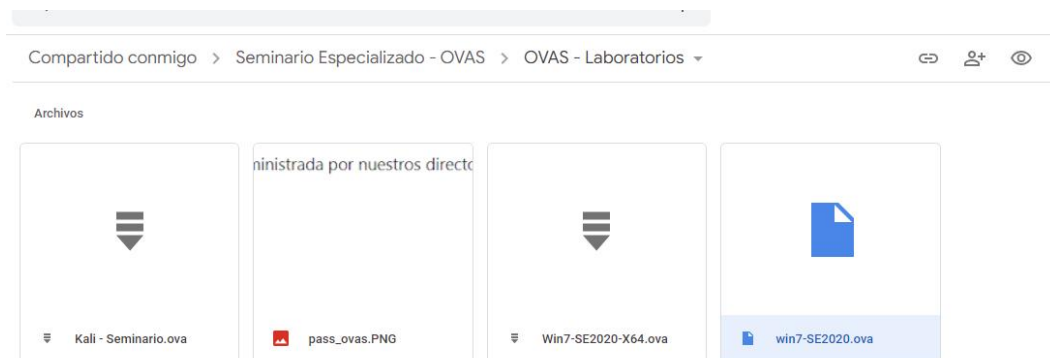 Compartido conmigo > Seminario Especializado - OVAS > OVAS - Laboratorios
Archivos
ministrada por nuestros directo
Kali - Seminario.ova
pass_ovas.PNG
Win7-SE2020-X64.ova
win7-SE2020.ova